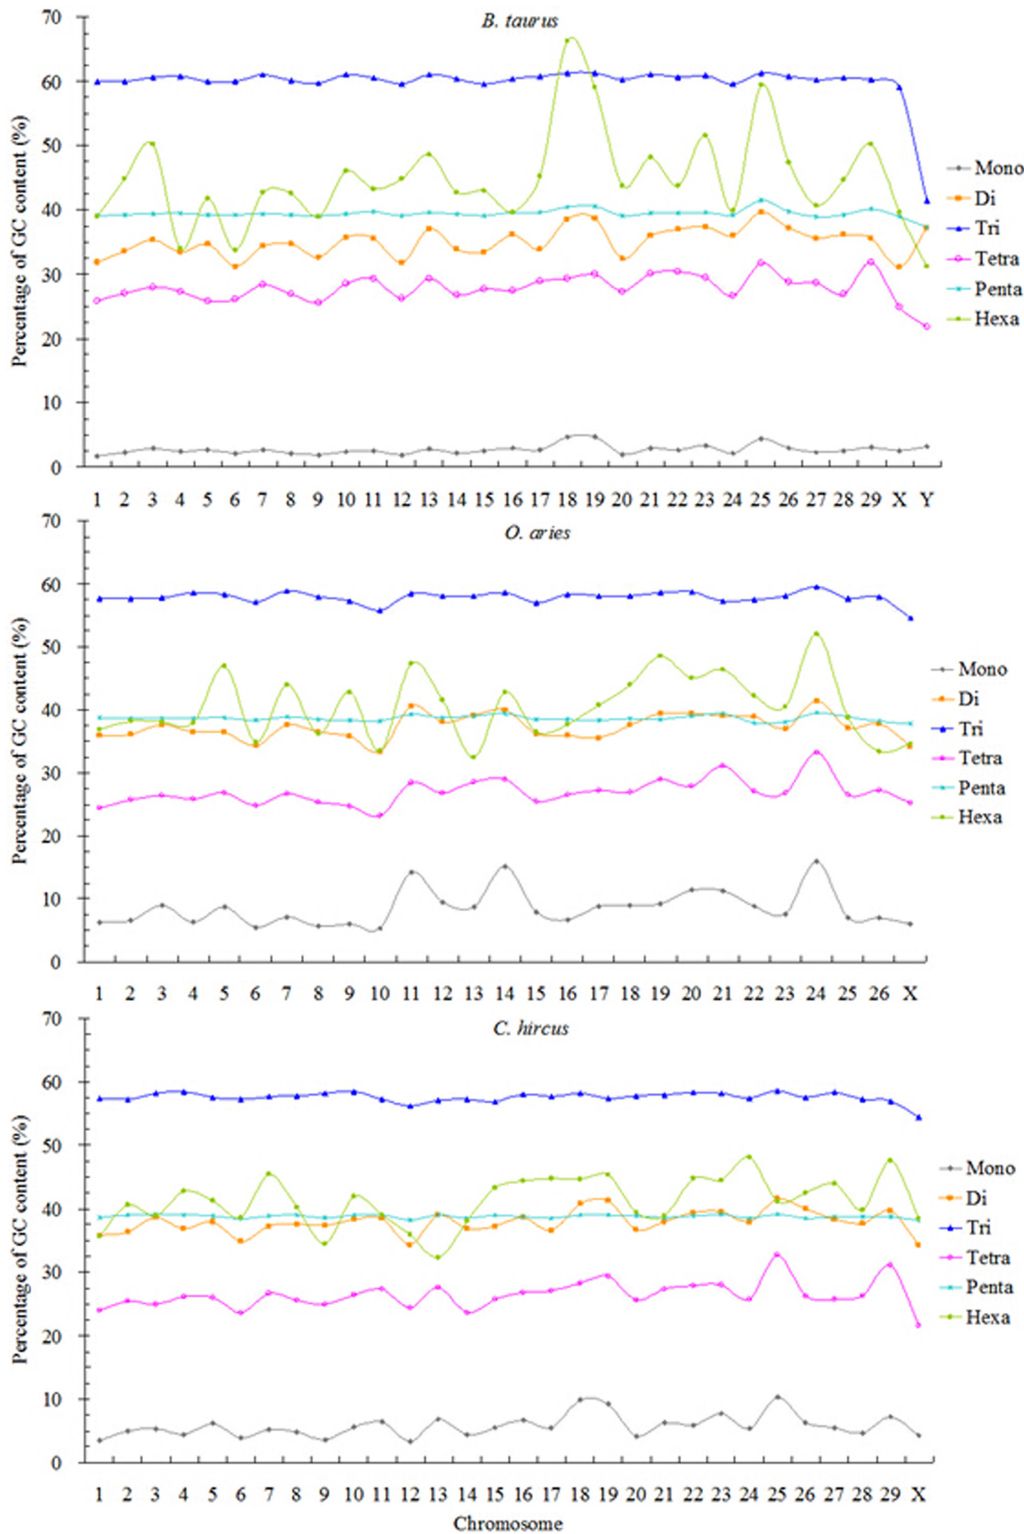 B. taurus
Percentage of GC content (%)
70
60
50
40
30
20
10
0
1 2 3 4 5 6 7 8 9 10 11 12 13 14 15 16 17 18 19 20 21 22 23 24 25 26 27 28 29 X Y
Mono
Di
Tri
Tetra
Penta
Hexa
O. aries
Percentage of GC content (%)
70
60
50
40
30
20
10
0
1 2 3 4 5 6 7 8 9 10 11 12 13 14 15 16 17 18 19 20 21 22 23 24 25 26 X
Mono
Di
Tri
Tetra
Penta
Hexa
C. hircus
Percentage of GC content (%)
70
60
50
40
30
20
10
0
1 2 3 4 5 6 7 8 9 10 11 12 13 14 15 16 17 18 19 20 21 22 23 24 25 26 27 28 29 X
Mono
Di
Tri
Tetra
Penta
Hexa
Chromosome